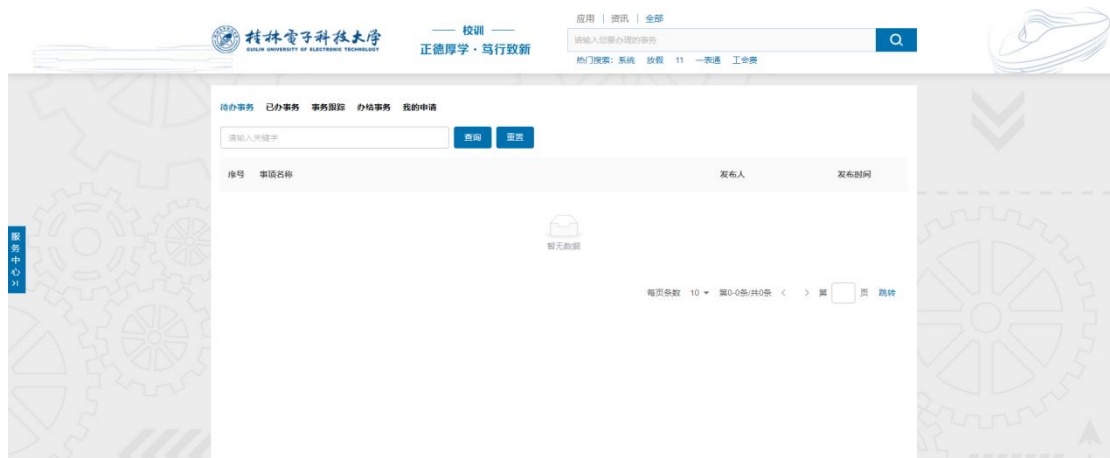 应用 | 资讯 | 全部
桂林电子科技大学
GUILIN UNIVERSITY OF ELECTRONIC TECHNOLOGY
校训
正德厚学·笃行致新
请输入您要办理的事务
热门搜索: 系统 放假 11 一表通 工会费
待办事务 已办事务 事务跟踪 办结事务 我的申请
请输入关键字 查询 重置
序号 事项名称 发布人 发布时间
暂无数据
服务中心
每页条数 10 第0-0条/共0条 < > 第 页 跳转